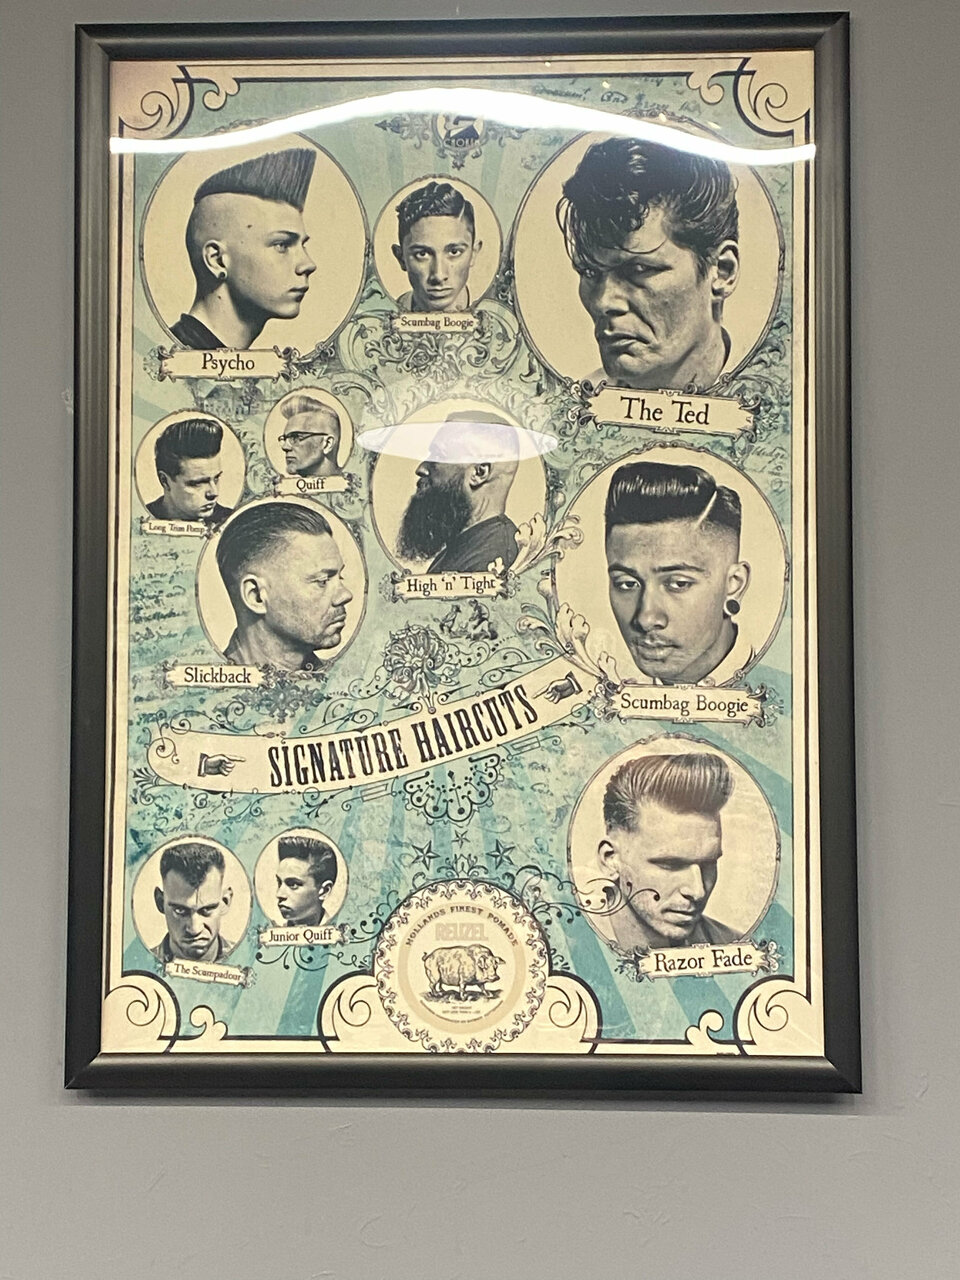 Psycho
Scumbag Boogie
The Ted
Long Trim Pomp
Quiff
High 'n' Tight
Slickback
Scumbag Boogie
SIGNATURE HAIRCUTS
The Scumpadour
Junior Quiff
Razor Fade
HOLLANDS FINEST POMADE
REUZEL